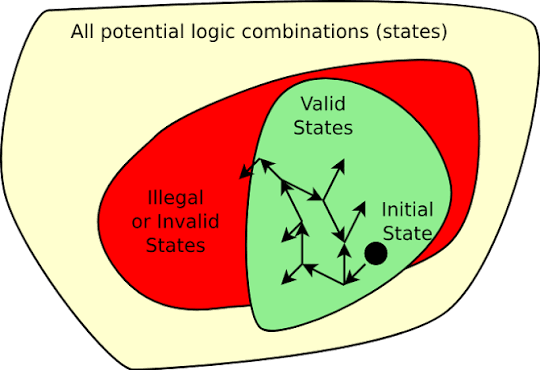 All potential logic combinations (states)
Valid
States
Illegal
or Invalid
States
Initial
State